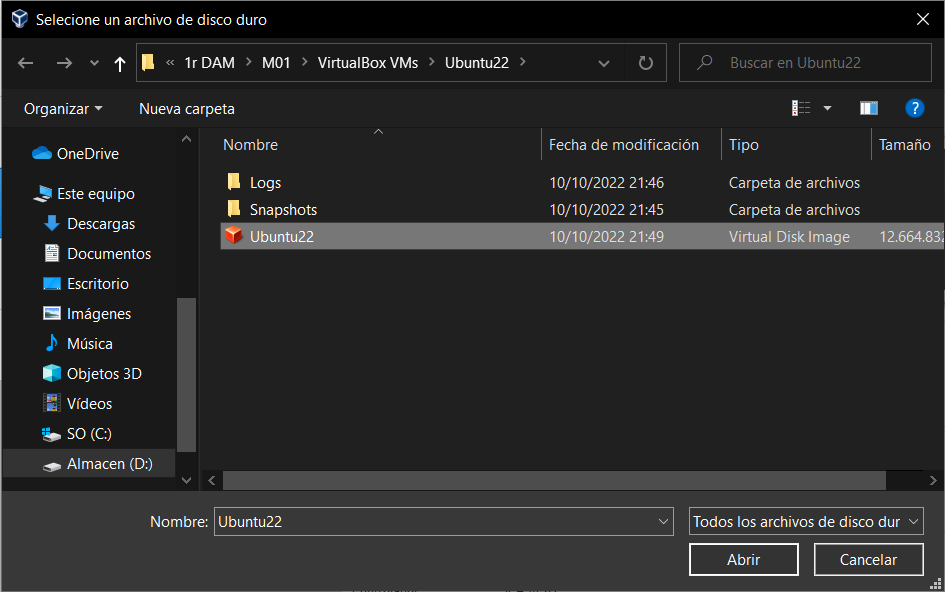 Selecione un archivo de disco duro
« 1r DAM > M01 > VirtualBox VMs > Ubuntu22 >
Buscar en Ubuntu22
Organizar
Nueva carpeta
?
OneDrive
Este equipo
Descargas
Documentos
Escritorio
Imágenes
Música
Objetos 3D
Vídeos
SO (C:)
Almacen (D:)
Nombre Fecha de modificación Tipo Tamaño
Logs 10/10/2022 21:46 Carpeta de archivos
Snapshots 10/10/2022 21:45 Carpeta de archivos
Ubuntu22 10/10/2022 21:49 Virtual Disk Image 12.664.832
Nombre: Ubuntu22
Todos los archivos de disco dur
Abrir
Cancelar